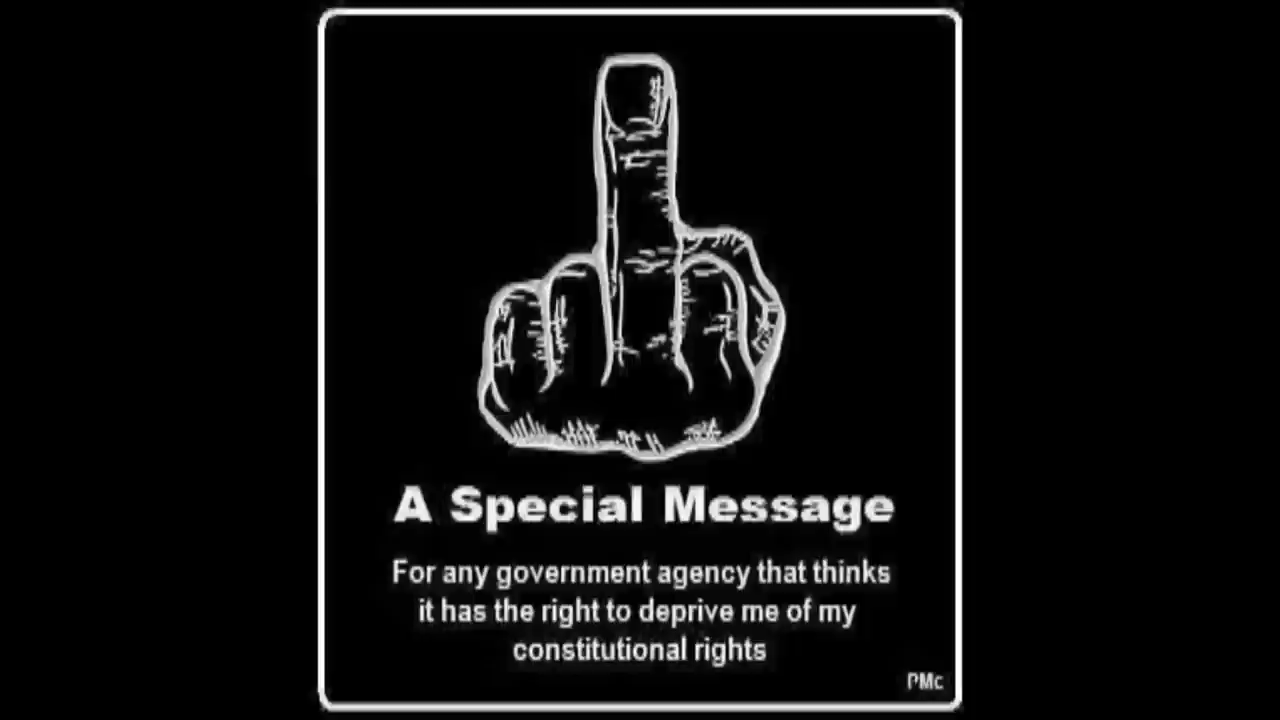 A Special Message
For any government agency that thinks
it has the right to deprive me of my
constitutional rights
PMc